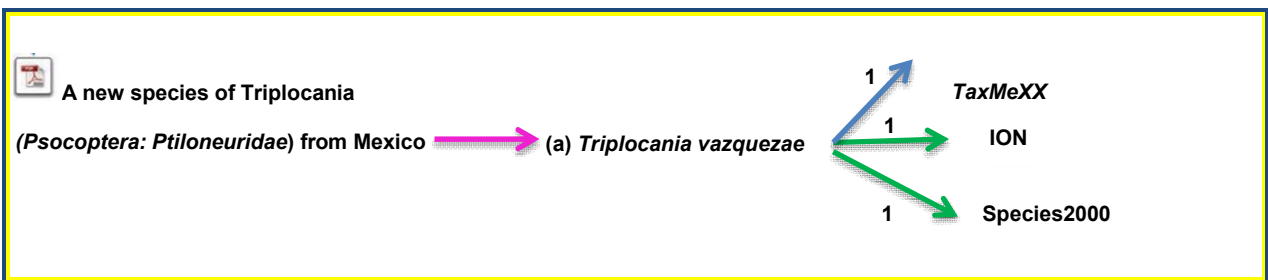 A new species of Triplocania
(Psocoptera: Ptiloneuridae) from Mexico
(a) Triplocania vazquezae
1
TaxMeXX
1
ION
1
Species2000